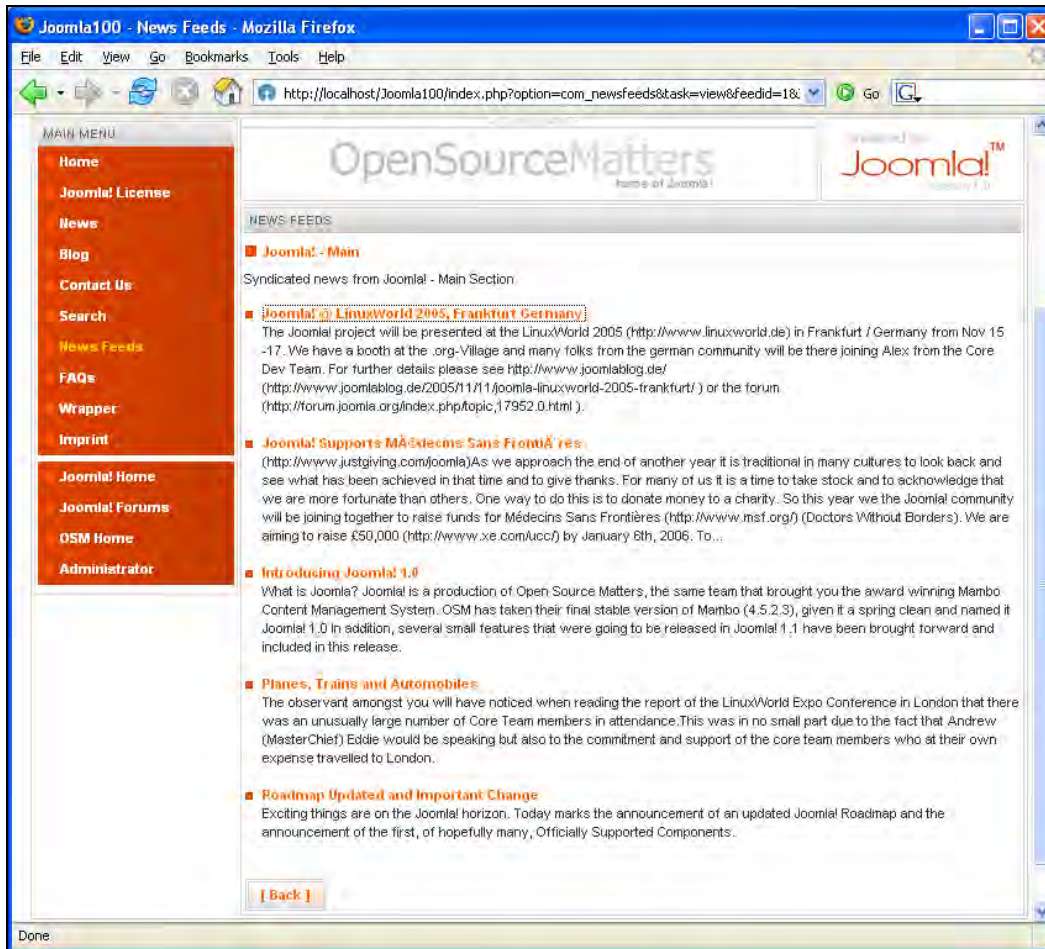 Joomla100 - News Feeds - Mozilla Firefox
File Edit View Go Bookmarks Tools Help
http://localhost/Joomla100/index.php?option=com_newsfeeds&task=view&feedid=1& Go G
MAIN MENU
Home
Joomla! License
News
Blog
Contact Us
Search
News Feeds
FAQs
Wrapper
Imprint
Joomla! Home
Joomla! Forums
OSM Home
Administrator
OpenSourceMatters
home of Joomla!
Joomla!™
NEWS FEEDS
Joomla! - Main
Syndicated news from Joomla! - Main Section
Joomla! @ LinuxWorld 2005, Frankfurt Germany
The Joomla! project will be presented at the LinuxWorld 2005 (http://www.linuxworld.de) in Frankfurt / Germany from Nov 15
-17. We have a booth at the .org-Village and many folks from the german community will be there joining Alex from the Core
Dev Team. For further details please see http://www.joomlablog.de/
(http://www.joomlablog.de/2005/11/11/joomla-linuxworld-2005-frankfurt/ ) or the forum
(http://forum.joomla.org/index.php/topic,17952.0.html ).
Joomla! Supports MÃ©decins Sans FrontiÃ¨res
(http://www.justgiving.com/joomla)As we approach the end of another year it is traditional in many cultures to look back and
see what has been achieved in that time and to give thanks. For many of us it is a time to take stock and to acknowledge that
we are more fortunate than others. One way to do this is to donate money to a charity. So this year we the Joomla! community
will be joining together to raise funds for Médecins Sans Frontières (http://www.msf.org/) (Doctors Without Borders). We are
aiming to raise £50,000 (http://www.xe.com/ucc/) by January 6th, 2006. To...
Introducing Joomla! 1.0
What is Joomla? Joomla! is a production of Open Source Matters, the same team that brought you the award winning Mambo
Content Management System. OSM has taken their final stable version of Mambo (4.5.2.3), given it a spring clean and named it
Joomla! 1.0 In addition, several small features that were going to be released in Joomla! 1.1 have been brought forward and
included in this release.
Planes, Trains and Automobiles
The observant amongst you will have noticed when reading the report of the LinuxWorld Expo Conference in London that there
was an unusually large number of Core Team members in attendance.This was in no small part due to the fact that Andrew
(MasterChief) Eddie would be speaking but also to the commitment and support of the core team members who at their own
expense travelled to London.
Roadmap Updated and Important Change
Exciting things are on the Joomla! horizon. Today marks the announcement of an updated Joomla! Roadmap and the
announcement of the first, of hopefully many, Officially Supported Components.
[ Back ]
Done